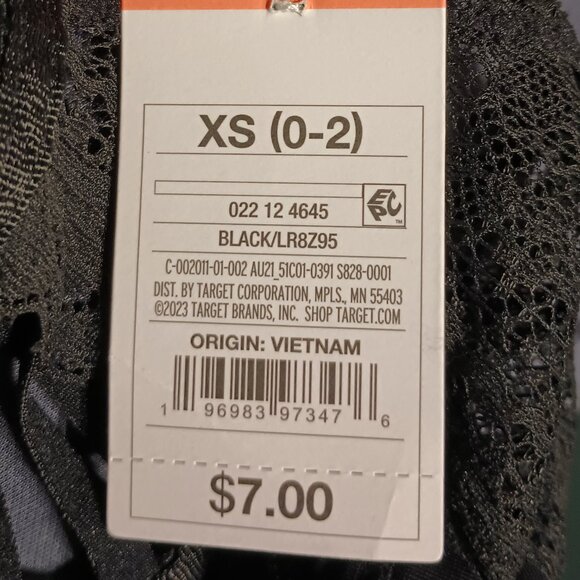 XS (0-2)
EPC™
022 12 4645
BLACK/LR8Z95
C-002011-01-002 AU21_51C01-0391 S828-0001
DIST. BY TARGET CORPORATION, MPLS., MN 55403
©2023 TARGET BRANDS, INC. SHOP TARGET.COM
ORIGIN: VIETNAM
1 96983 97347 6
$7.00